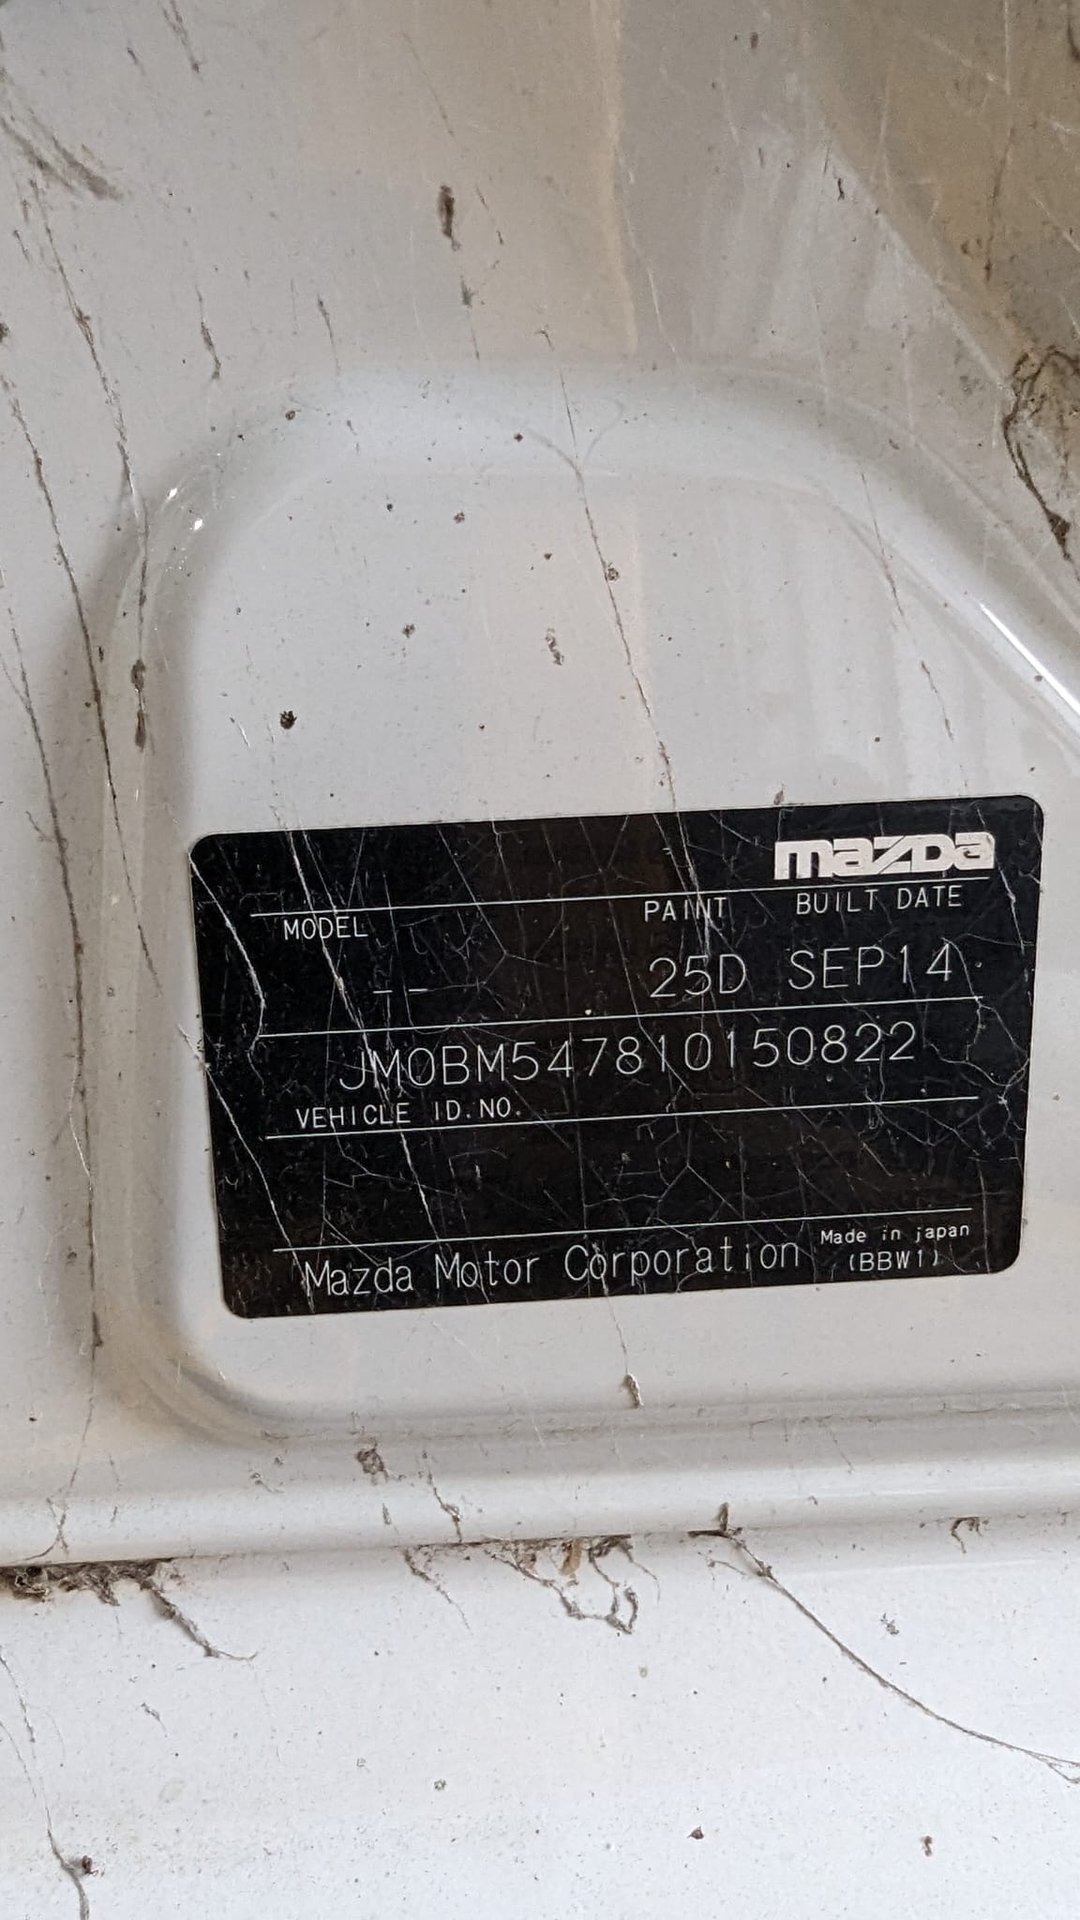 mazda
MODEL PAINT BUILT DATE
-- 25D SEP14
JM0BM547810150822
VEHICLE ID.NO.
Mazda Motor Corporation Made in japan
(BBW1)